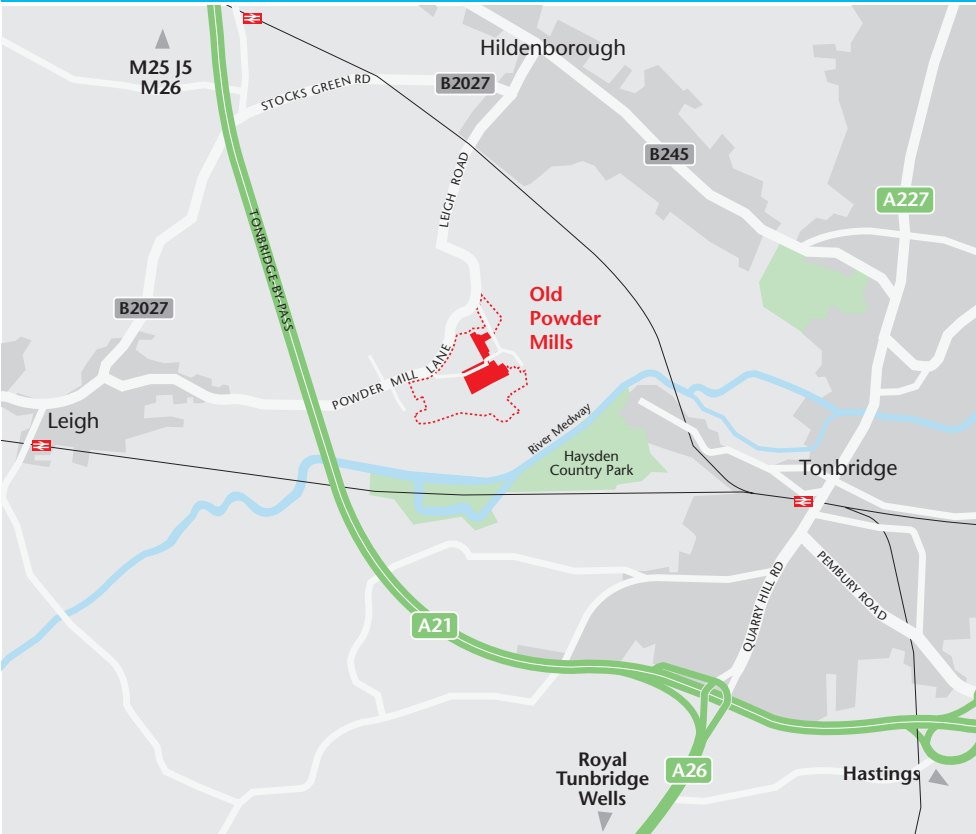 Hildenborough
M25 J5
M26
STOCKS GREEN RD
B2027
B245
LEIGH ROAD
A227
TONBRIDGE-BY-PASS
B2027
Old
Powder
Mills
POWDER MILL LANE
Leigh
River Medway
Haysden
Country Park
Tonbridge
QUARRY HILL RD
PEMBURY ROAD
A21
Royal
Tunbridge
Wells
A26
Hastings